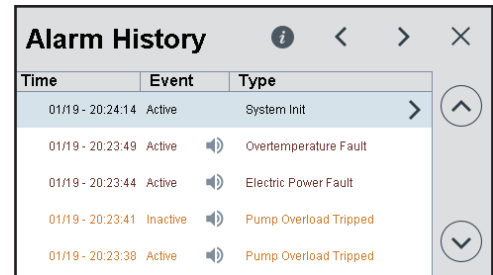 Alarm History
Time Event Type
01/19 - 20:24:14 Active System Init
01/19 - 20:23:49 Active Overtemperature Fault
01/19 - 20:23:44 Active Electric Power Fault
01/19 - 20:23:41 Inactive Pump Overload Tripped
01/19 - 20:23:38 Active Pump Overload Tripped